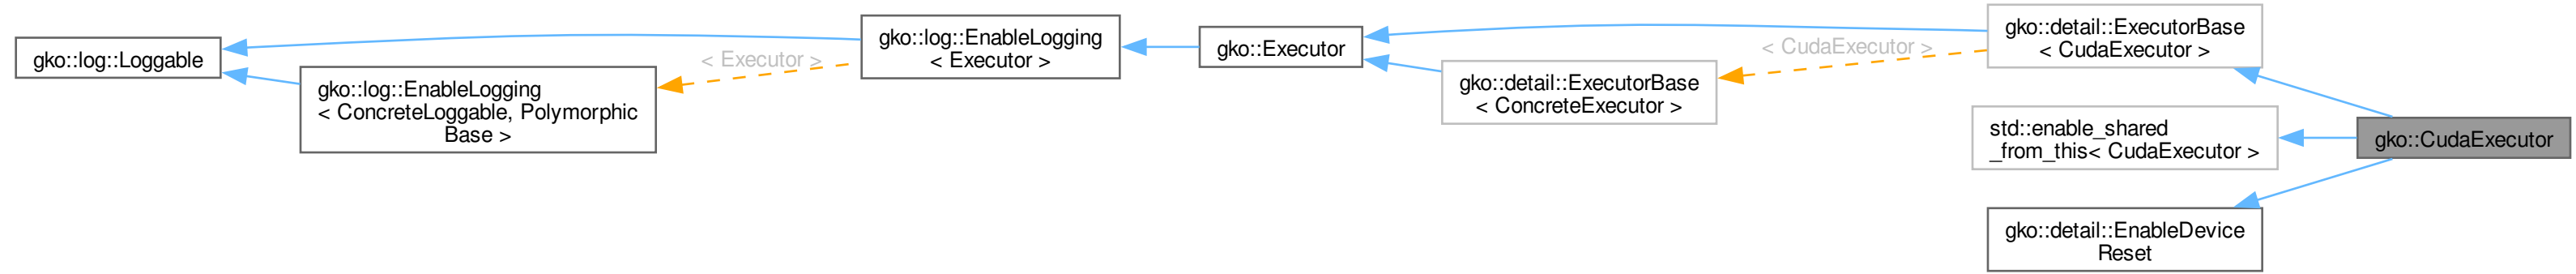 gko::log::Loggable
gko::log::EnableLogging
< ConcreteLoggable, Polymorphic
Base >
< Executor >
gko::log::EnableLogging
< Executor >
gko::Executor
gko::detail::ExecutorBase
< ConcreteExecutor >
< CudaExecutor >
gko::detail::ExecutorBase
< CudaExecutor >
std::enable_shared
_from_this< CudaExecutor >
gko::detail::EnableDevice
Reset
gko::CudaExecutor